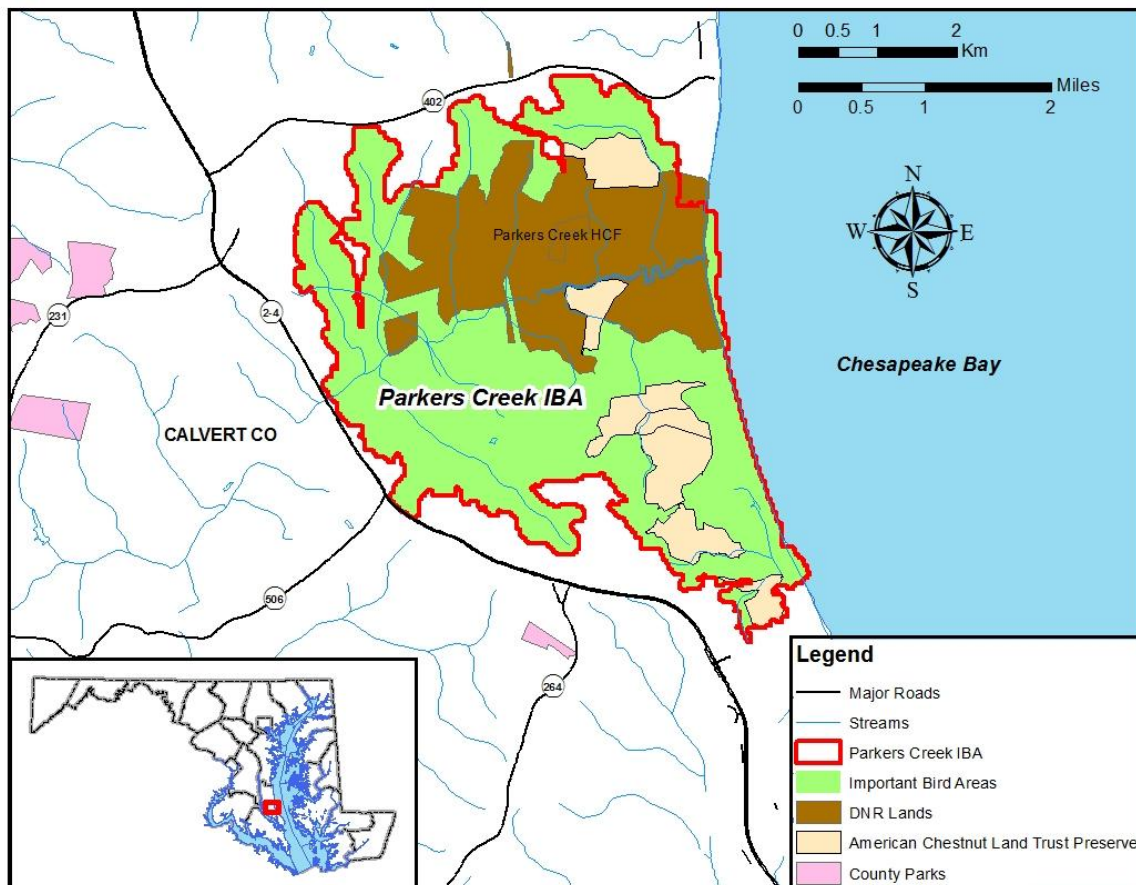 0 0.5 1 2
Km
Miles
0 0.5 1 2
402
N
W E
S
Parkers Creek HCF
231
2-4
Chesapeake Bay
Parkers Creek IBA
CALVERT CO
506
264
Legend
Major Roads
Streams
Parkers Creek IBA
Important Bird Areas
DNR Lands
American Chestnut Land Trust Preserve
County Parks